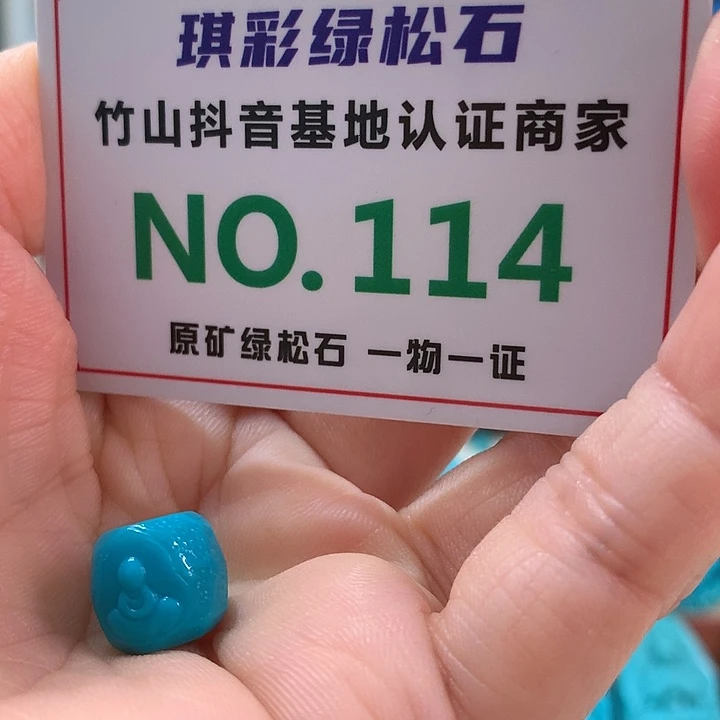 琪彩绿松石
竹山抖音基地认证商家
NO.114
原矿绿松石 一物一证